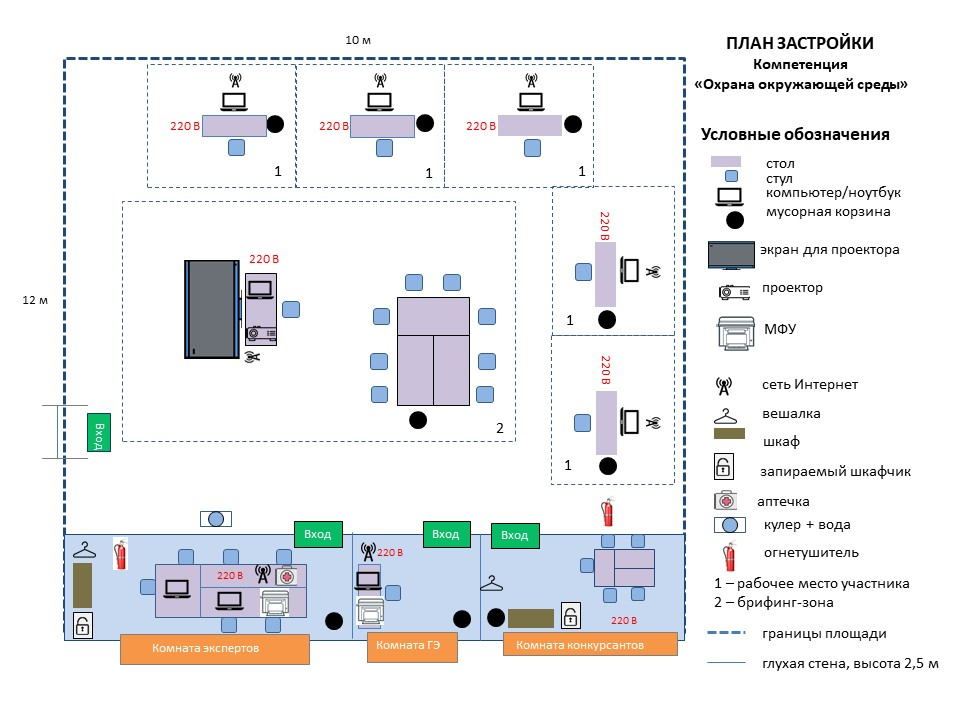 10 м
ПЛАН ЗАСТРОЙКИ
Компетенция
«Охрана окружающей среды»
Условные обозначения
стол
стул
компьютер/ноутбук
мусорная корзина
экран для проектора
проектор
МФУ
сеть Интернет
вешалка
шкаф
запираемый шкафчик
аптечка
кулер + вода
огнетушитель
1 – рабочее место участника
2 – брифинг-зона
границы площади
глухая стена, высота 2,5 м
220 В
220 В
220 В
1
1
1
220 В
1
220 В
12 м
220 В
1
2
Вход
Вход
Вход
Вход
220 В
220 В
220 В
Комната экспертов
Комната ГЭ
Комната конкурсантов